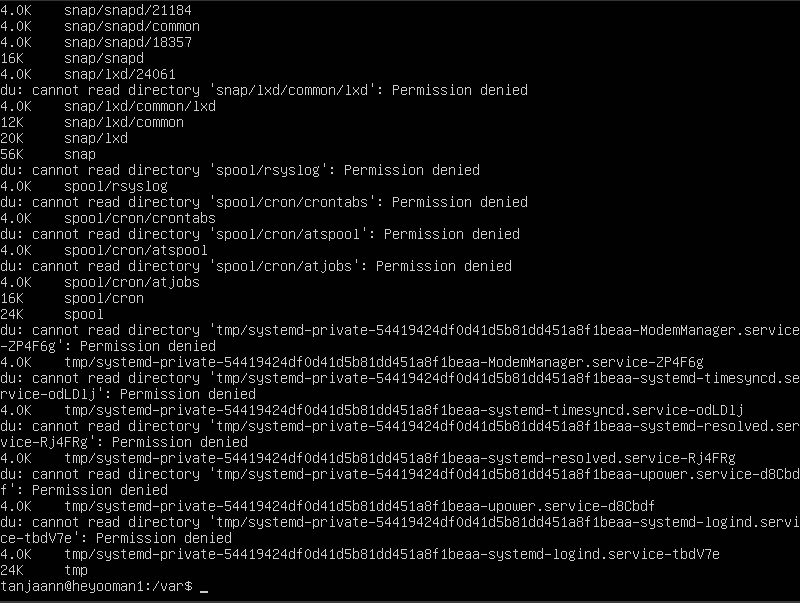 4.0K    snap/snapd/21184
4.0K    snap/snapd/common
4.0K    snap/snapd/18357
16K     snap/snapd
4.0K    snap/lxd/24061
du: cannot read directory 'snap/lxd/common/lxd': Permission denied
4.0K    snap/lxd/common/lxd
12K     snap/lxd/common
20K     snap/lxd
56K     snap
du: cannot read directory 'spool/rsyslog': Permission denied
4.0K    spool/rsyslog
du: cannot read directory 'spool/cron/crontabs': Permission denied
4.0K    spool/cron/crontabs
du: cannot read directory 'spool/cron/atspool': Permission denied
4.0K    spool/cron/atspool
du: cannot read directory 'spool/cron/atjobs': Permission denied
4.0K    spool/cron/atjobs
16K     spool/cron
24K     spool
du: cannot read directory 'tmp/systemd-private-54419424df0d41d5b81dd451a8f1beaa-ModemManager.service
-ZP4F6g': Permission denied
4.0K    tmp/systemd-private-54419424df0d41d5b81dd451a8f1beaa-ModemManager.service-ZP4F6g
du: cannot read directory 'tmp/systemd-private-54419424df0d41d5b81dd451a8f1beaa-systemd-timesyncd.se
rvice-odLD1j': Permission denied
4.0K    tmp/systemd-private-54419424df0d41d5b81dd451a8f1beaa-systemd-timesyncd.service-odLD1j
du: cannot read directory 'tmp/systemd-private-54419424df0d41d5b81dd451a8f1beaa-systemd-resolved.ser
vice-Rj4FRg': Permission denied
4.0K    tmp/systemd-private-54419424df0d41d5b81dd451a8f1beaa-systemd-resolved.service-Rj4FRg
du: cannot read directory 'tmp/systemd-private-54419424df0d41d5b81dd451a8f1beaa-upower.service-d8Cbd
f': Permission denied
4.0K    tmp/systemd-private-54419424df0d41d5b81dd451a8f1beaa-upower.service-d8Cbdf
du: cannot read directory 'tmp/systemd-private-54419424df0d41d5b81dd451a8f1beaa-systemd-logind.servi
ce-tbdV7e': Permission denied
4.0K    tmp/systemd-private-54419424df0d41d5b81dd451a8f1beaa-systemd-logind.service-tbdV7e
24K     tmp
tanjaann@heyooman1:/var$ _